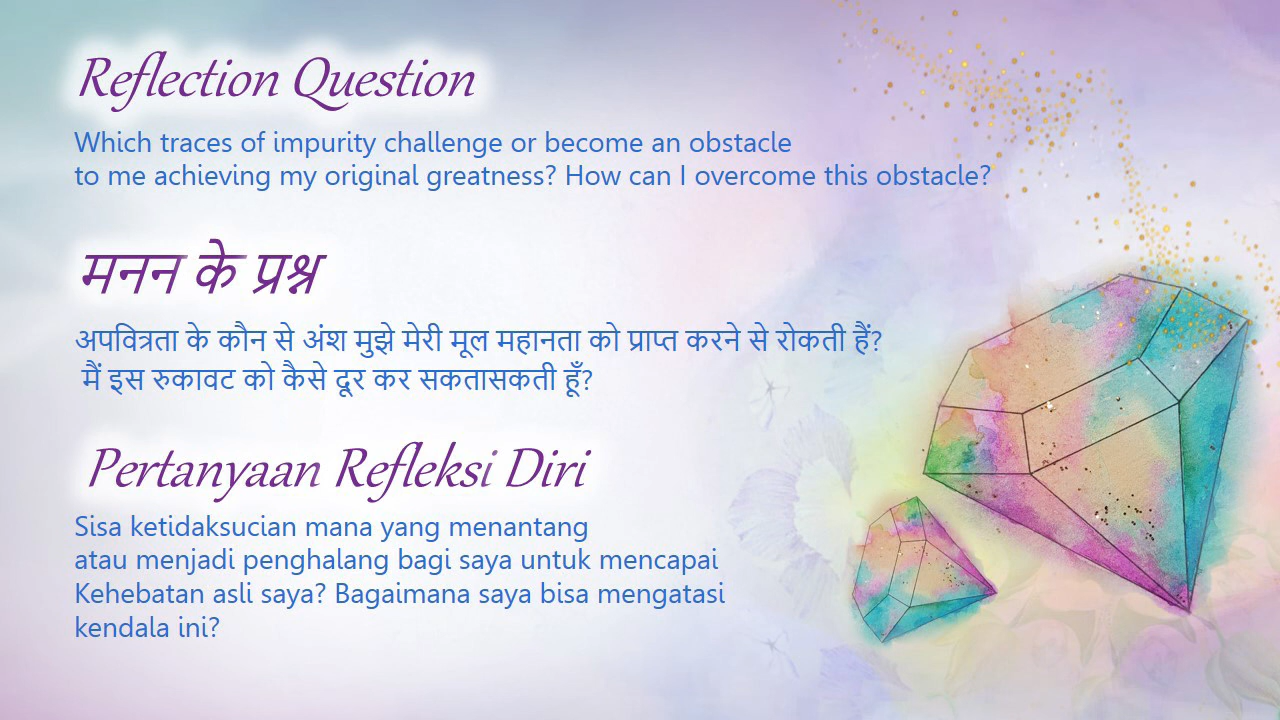 Reflection Question
Which traces of impurity challenge or become an obstacle
to me achieving my original greatness? How can I overcome this obstacle?
मनन के प्रश्न
अपवित्रता के कौन से अंश मुझे मेरी मूल महानता को प्राप्त करने से रोकती हैं?
मैं इस रुकावट को कैसे दूर कर सकतासकती हूँ?
Pertanyaan Refleksi Diri
Sisa ketidaksucian mana yang menantang
atau menjadi penghalang bagi saya untuk mencapai
Kehebatan asli saya? Bagaimana saya bisa mengatasi
kendala ini?